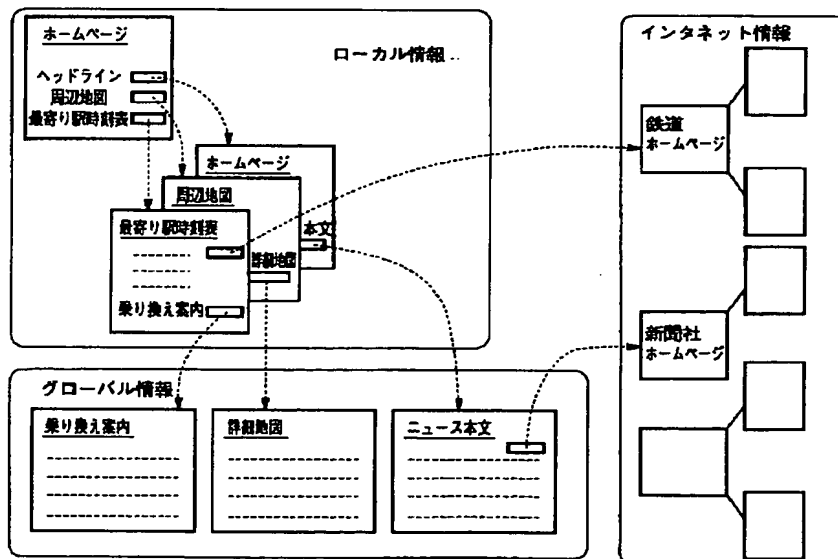 ホームページ
ローカル情報
ヘッドライン
周辺地図
最寄り駅時刻表
ホームページ
周辺地図
最寄り駅時刻表
本文
詳細地図
乗り換え案内
インタネット情報
鉄道
ホームページ
新聞社
ホームページ
グローバル情報
乗り換え案内
詳細地図
ニュース本文